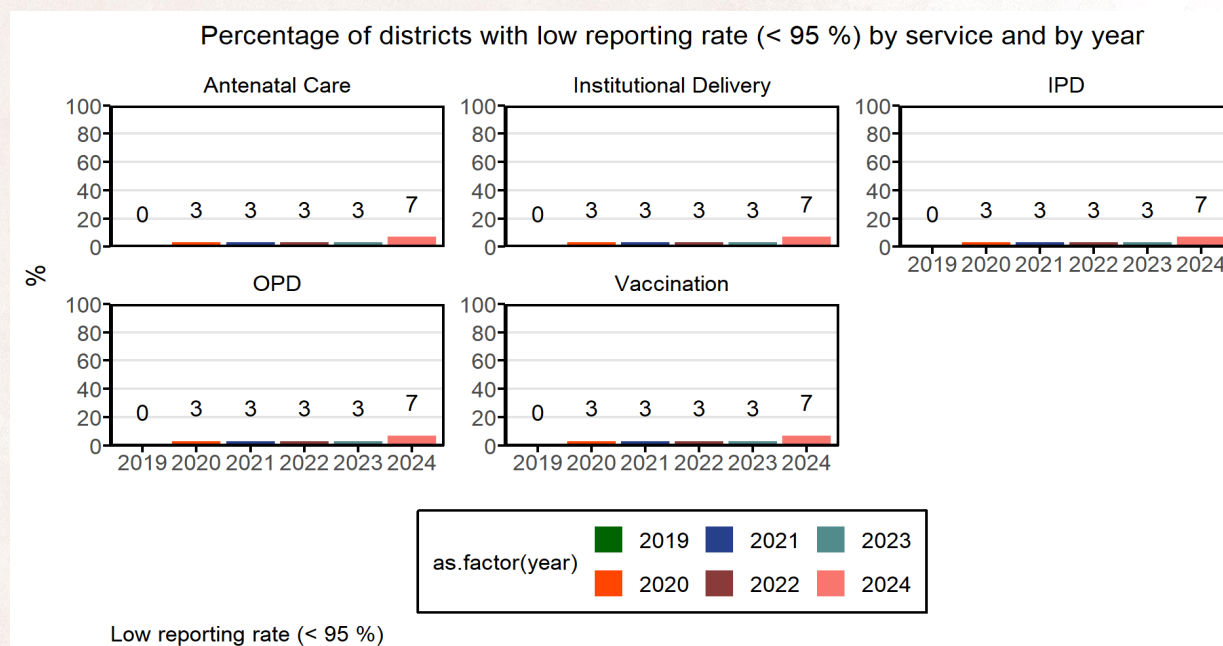 Percentage of districts with low reporting rate (< 95 %) by service and by year
Antenatal Care
Institutional Delivery
IPD
100
80
60
40
20
0
0 3 3 3 3 7
100
80
60
40
20
0
0 3 3 3 3 7
100
80
60
40
20
0
0 3 3 3 3 7
2019 2020 2021 2022 2023 2024
%
OPD
Vaccination
100
80
60
40
20
0
0 3 3 3 3 7
2019 2020 2021 2022 2023 2024
100
80
60
40
20
0
0 3 3 3 3 7
2019 2020 2021 2022 2023 2024
as.factor(year)
2019 2021 2023
2020 2022 2024
Low reporting rate (< 95 %)